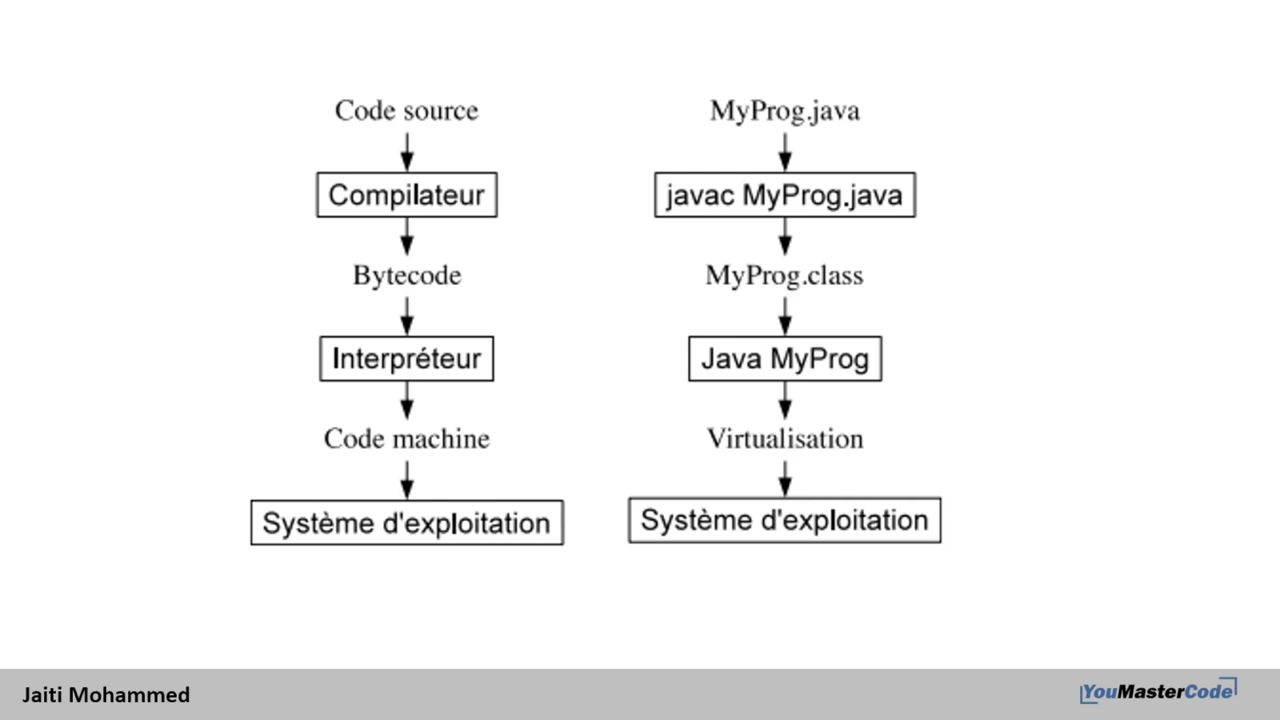 Code source
Compilateur
Bytecode
Interpréteur
Code machine
Système d'exploitation
MyProg.java
javac MyProg.java
MyProg.class
Java MyProg
Virtualisation
Système d'exploitation
Jaiti Mohammed
YouMasterCode